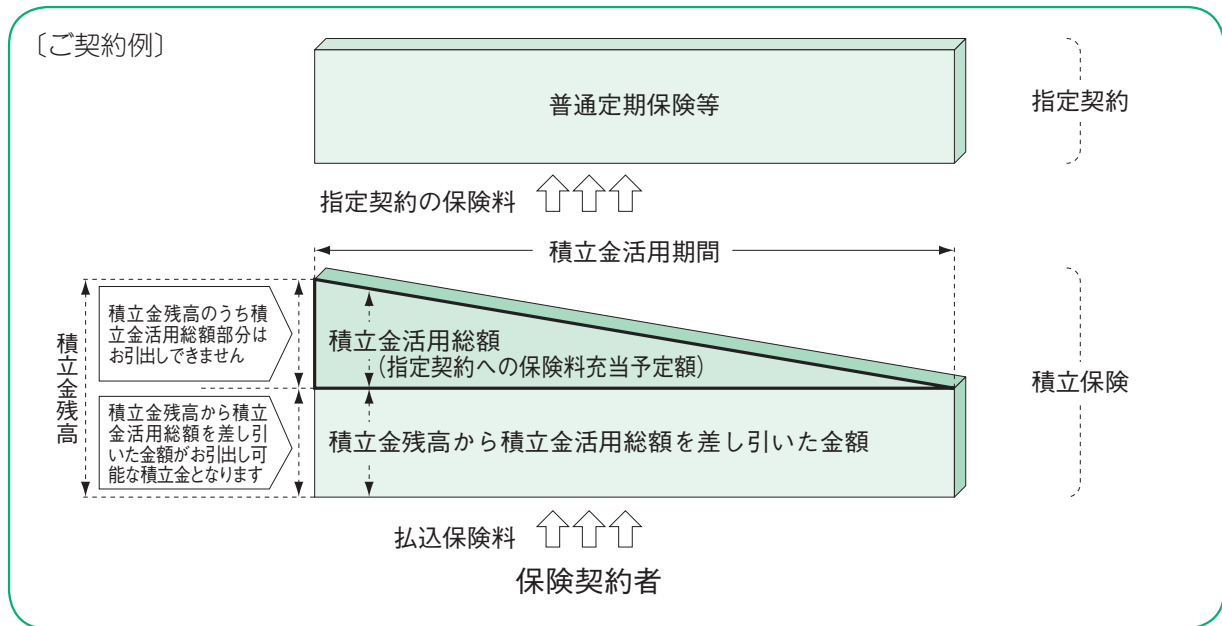 〔ご契約例〕
普通定期保険等
指定契約
指定契約の保険料
積立金活用期間
積立金残高
積立金残高のうち積
立金活用総額部分は
お引出しできません
積立金活用総額
(指定契約への保険料充当予定額)
積立保険
積立金残高から積立
金活用総額を差し引
いた金額がお引出し可
能な積立金となります
積立金残高から積立金活用総額を差し引いた金額
払込保険料
保険契約者